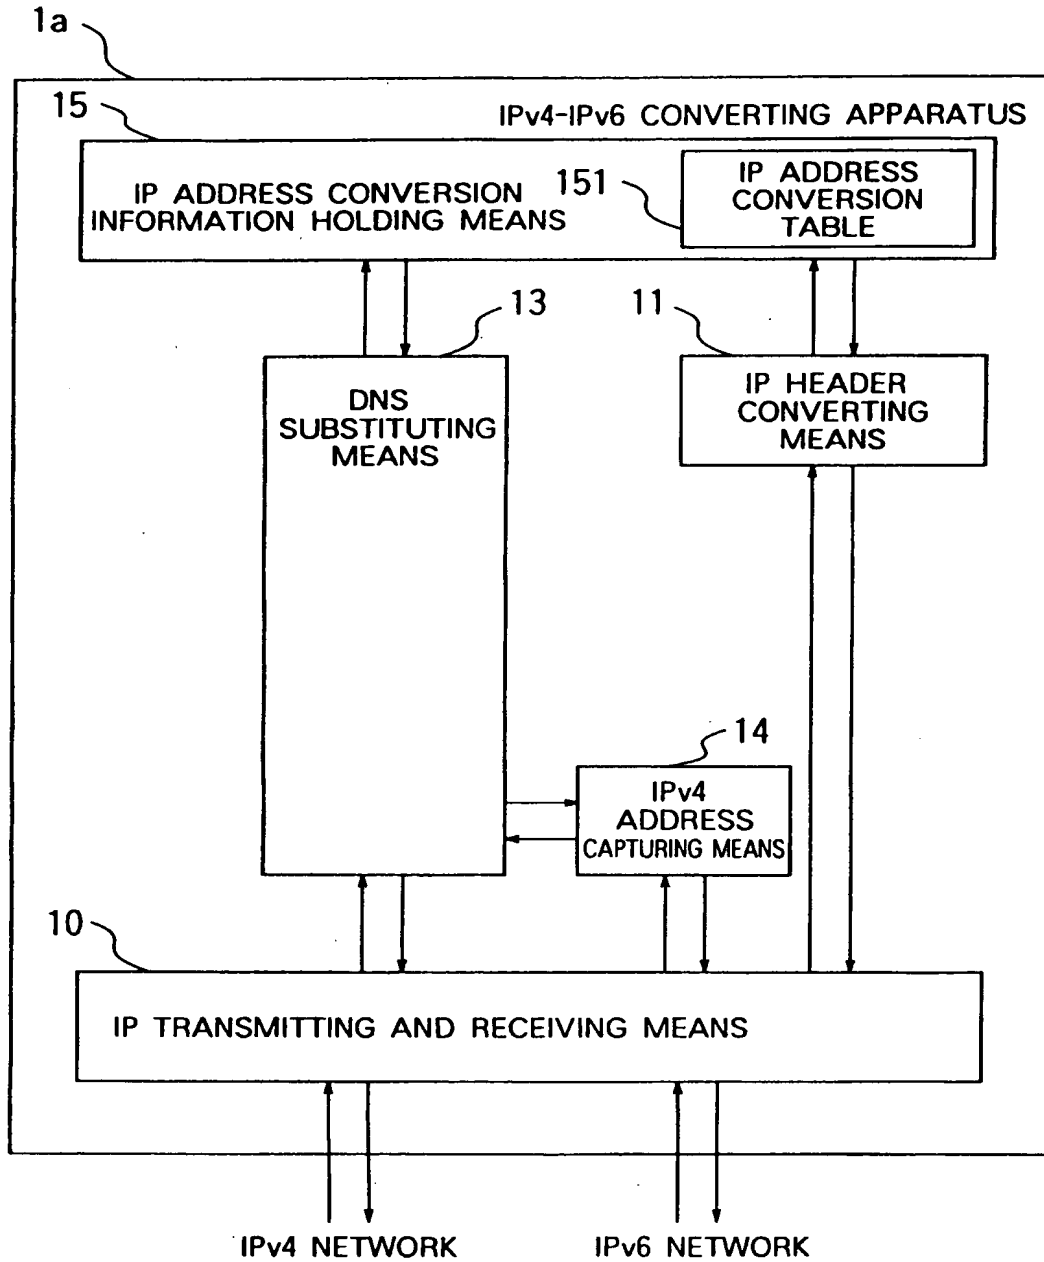 1a
15
IPv4-IPv6 CONVERTING APPARATUS
IP ADDRESS CONVERSION
INFORMATION HOLDING MEANS
151
IP ADDRESS
CONVERSION
TABLE
13
11
DNS
SUBSTITUTING
MEANS
IP HEADER
CONVERTING
MEANS
14
IPv4
ADDRESS
CAPTURING MEANS
10
IP TRANSMITTING AND RECEIVING MEANS
IPv4 NETWORK
IPv6 NETWORK